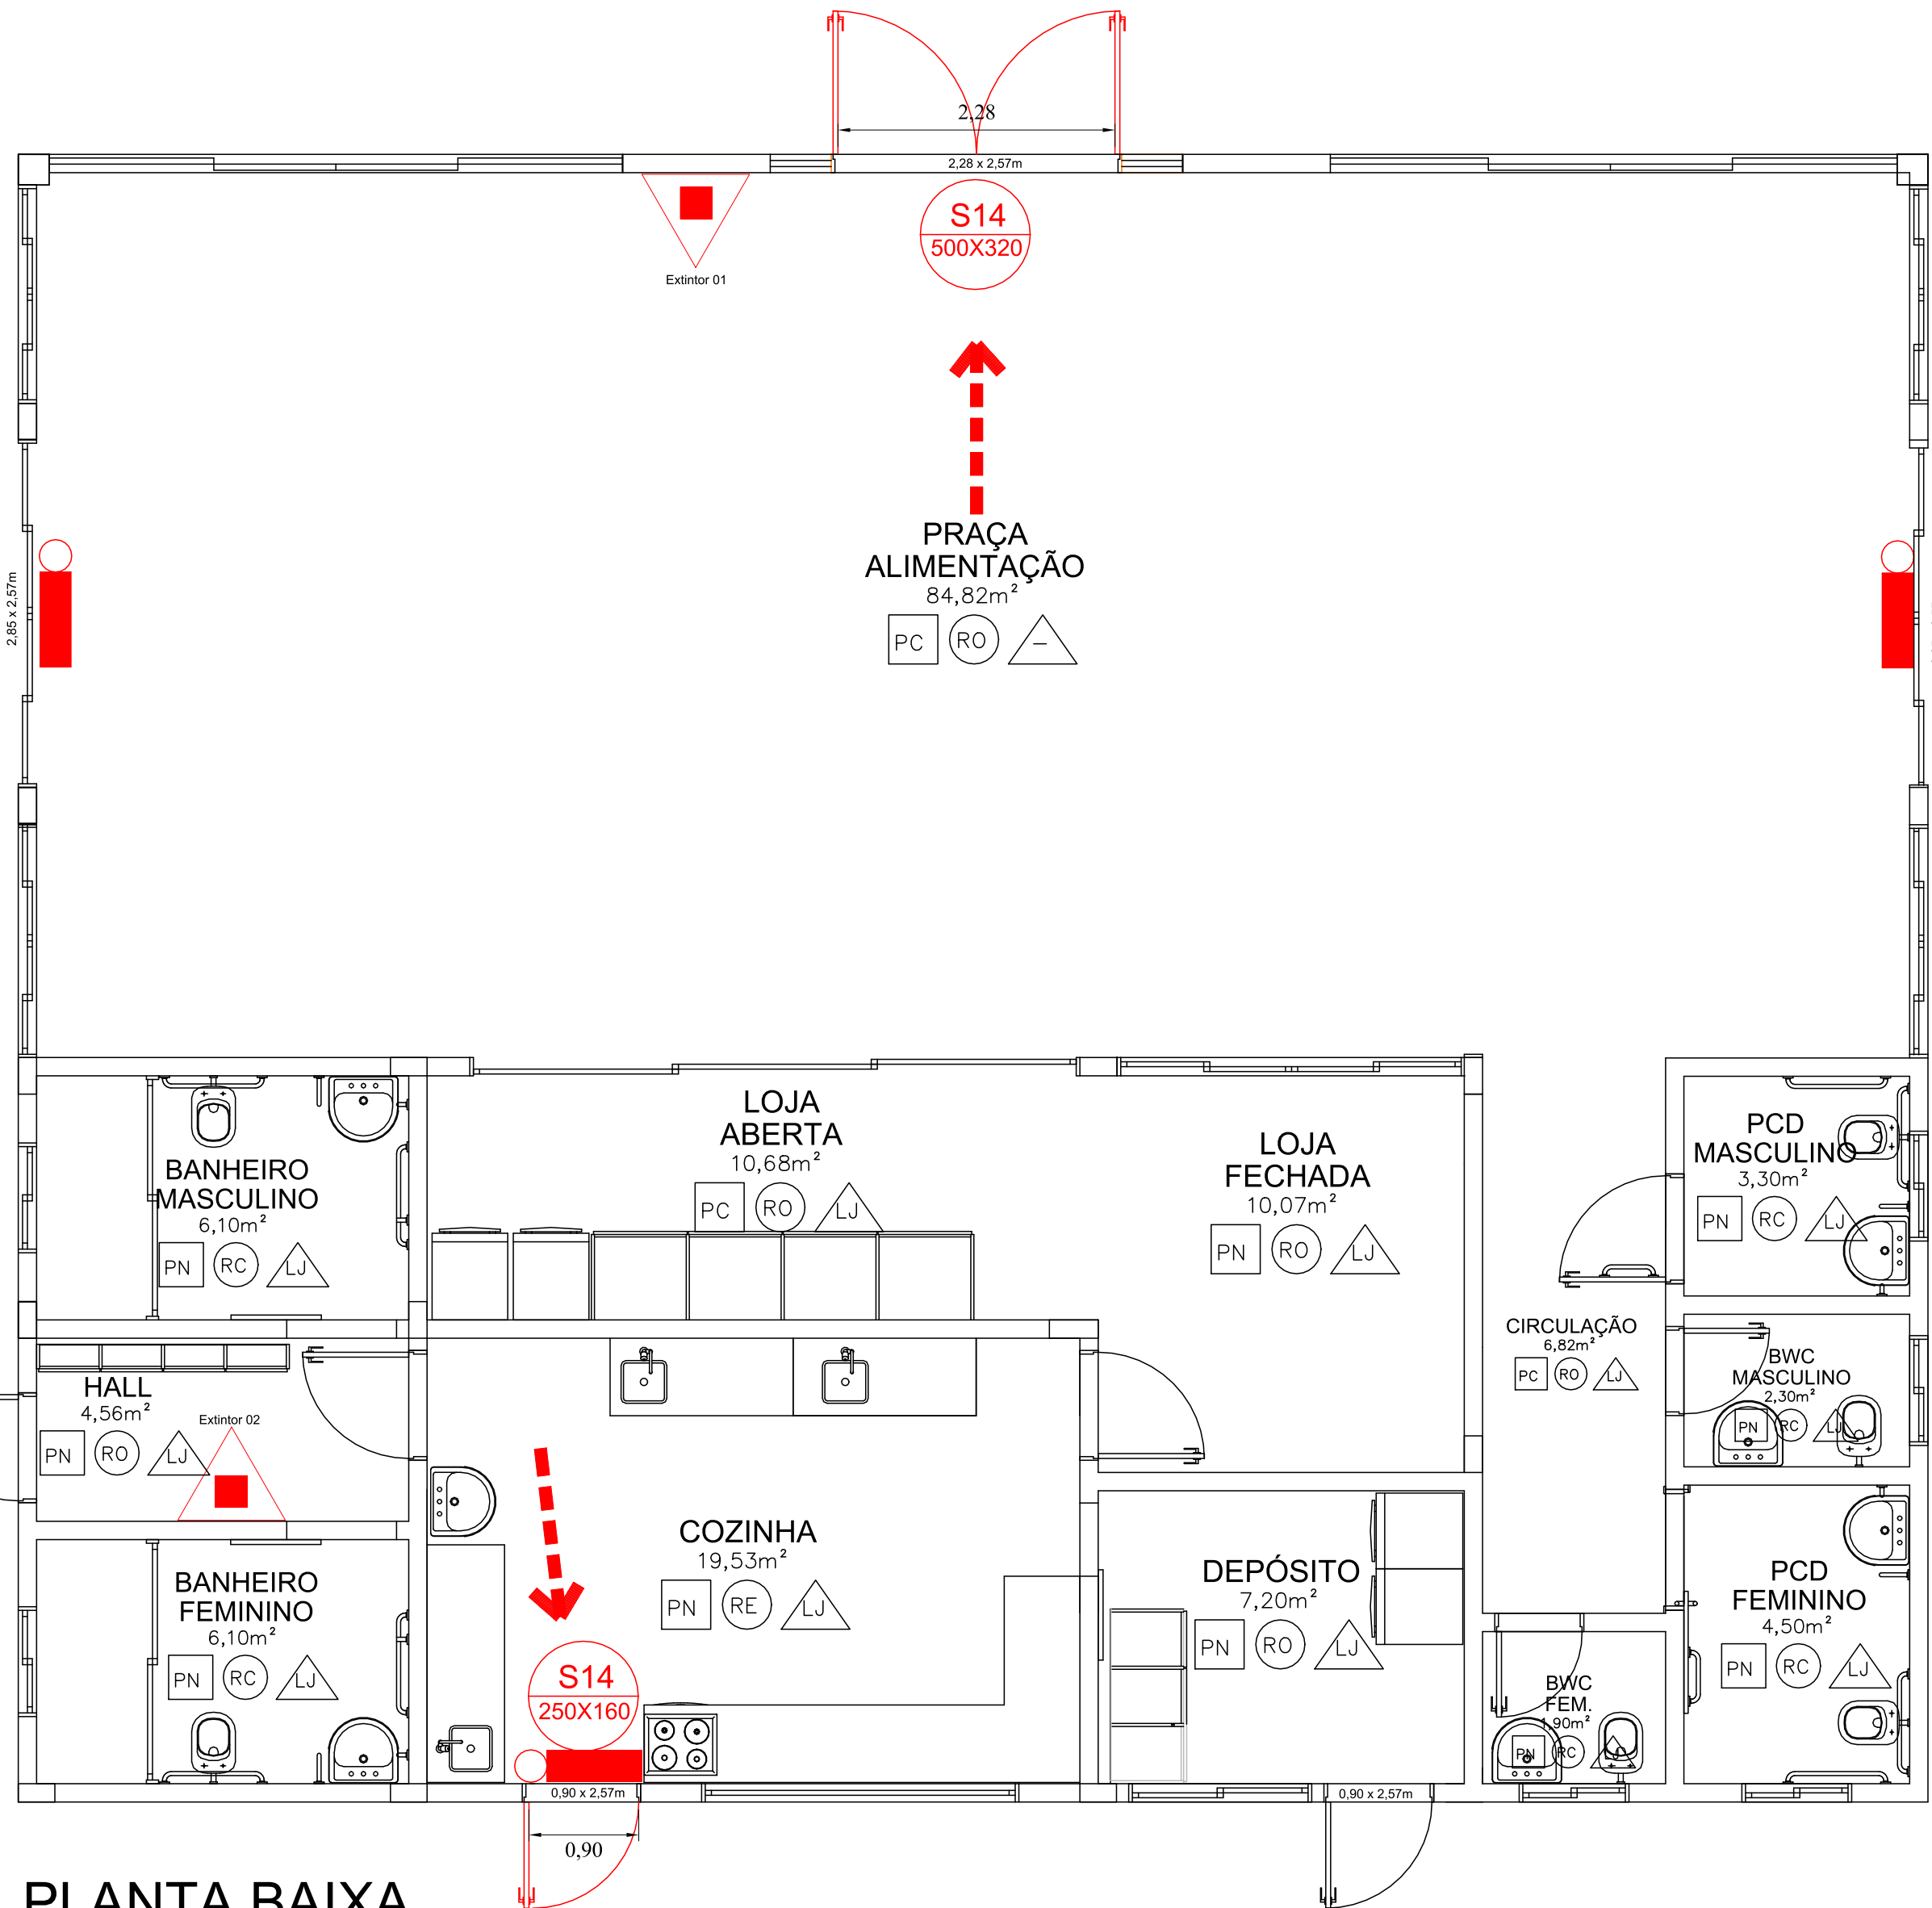 2,28
2,28 x 2,57m
S14
500X320
Extintor 01
2,85 x 2,57m
PRAÇA
ALIMENTAÇÃO
84,82m²
PC RO –
LOJA
ABERTA
10,68m²
PC RO LJ
LOJA
FECHADA
10,07m²
PN RO LJ
PCD
MASCULINO
3,30m²
PN RC LJ
BANHEIRO
MASCULINO
6,10m²
PN RC LJ
CIRCULAÇÃO
6,82m²
PC RO LJ
BWC
MASCULINO
2,30m²
PN RC LJ
HALL
4,56m²
PN RO LJ
Extintor 02
COZINHA
19,53m²
PN RE LJ
DEPÓSITO
7,20m²
PN RO LJ
PCD
FEMININO
4,50m²
PN RC LJ
BANHEIRO
FEMININO
6,10m²
PN RC LJ
S14
250X160
BWC
FEM.
1,90m²
PN RC LJ
0,90 x 2,57m
0,90 x 2,57m
0,90
PLANTA BAIXA